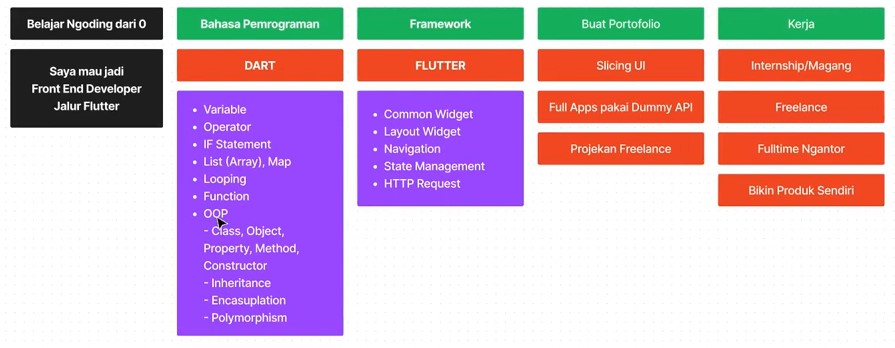 Belajar Ngoding dari 0
Saya mau jadi
Front End Developer
Jalur Flutter
Bahasa Pemrograman
DART
• Variable
• Operator
• IF Statement
• List (Array), Map
• Looping
• Function
• OOP
- Class, Object,
Property, Method,
Constructor
- Inheritance
- Encasuplation
- Polymorphism
Framework
FLUTTER
• Common Widget
• Layout Widget
• Navigation
• State Management
• HTTP Request
Buat Portofolio
Slicing UI
Full Apps pakai Dummy API
Projekan Freelance
Kerja
Internship/Magang
Freelance
Fulltime Ngantor
Bikin Produk Sendiri